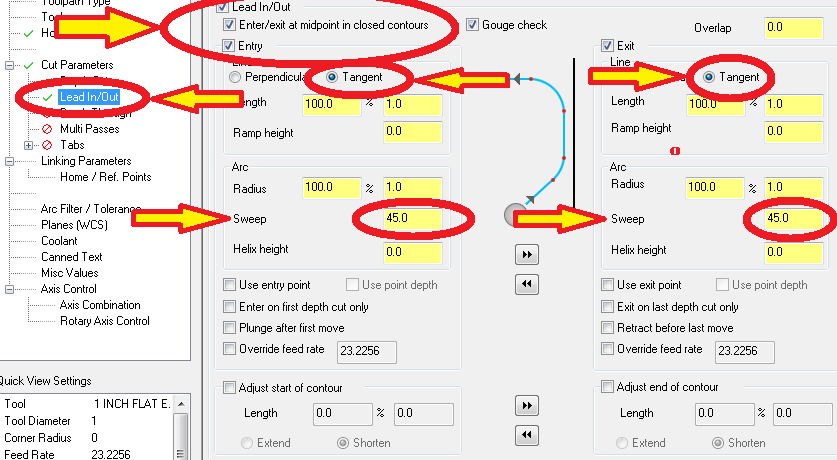 Toolpath Type
Lead In/Out
Enter/exit at midpoint in closed contours
Gouge check
Overlap 0.0
Cut Parameters
Lead In/Out
Multi Passes
Tabs
Linking Parameters
Home / Ref. Points
Arc Filter / Tolerance
Planes (WCS)
Coolant
Canned Text
Misc Values
Axis Control
Axis Combination
Rotary Axis Control
Quick View Settings
Tool 1 INCH FLAT E.
Tool Diameter 1
Corner Radius 0
Feed Rate 23.2256
Entry
Line
Perpendicular Tangent
Length 100.0 % 1.0
Ramp height 0.0
Arc
Radius 100.0 % 1.0
Sweep 45.0
Helix height 0.0
Use entry point Use point depth
Enter on first depth cut only
Plunge after first move
Override feed rate 23.2256
Adjust start of contour
Length 0.0 % 0.0
Extend Shorten
Exit
Line
Tangent
Length 100.0 % 1.0
Ramp height 0.0
Arc
Radius 100.0 % 1.0
Sweep 45.0
Helix height 0.0
Use exit point Use point depth
Exit on last depth cut only
Retract before last move
Override feed rate 23.2256
Adjust end of contour
Length 0.0 % 0.0
Extend Shorten